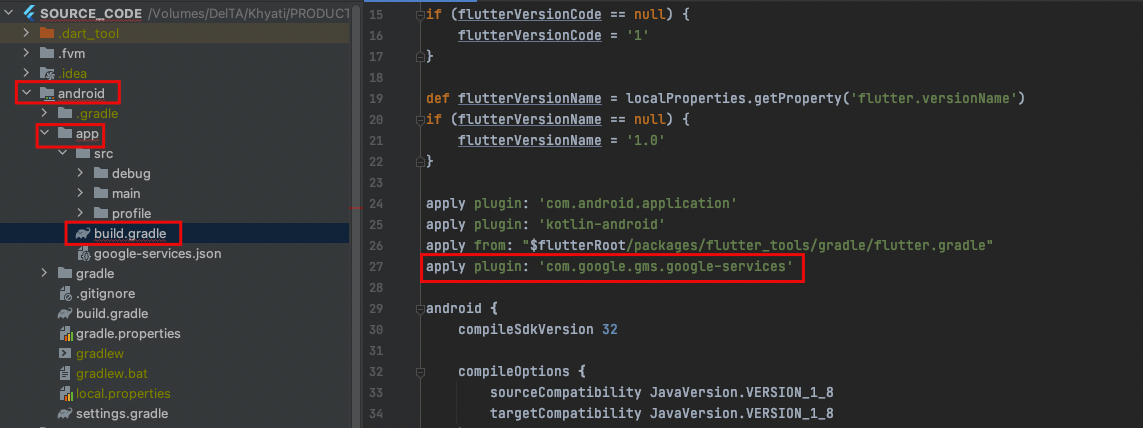 SOURCE_CODE /Volumes/DelTA/Khyati/PRODUCT
.dart_tool
.fvm
.idea
android
.gradle
app
src
debug
main
profile
build.gradle
google-services.json
gradle
.gitignore
build.gradle
gradle.properties
gradlew
gradlew.bat
local.properties
settings.gradle
15 if (flutterVersionCode == null) {
16 flutterVersionCode = '1'
17 }
18
19 def flutterVersionName = localProperties.getProperty('flutter.versionName')
20 if (flutterVersionName == null) {
21 flutterVersionName = '1.0'
22 }
23
24 apply plugin: 'com.android.application'
25 apply plugin: 'kotlin-android'
26 apply from: "$flutterRoot/packages/flutter_tools/gradle/flutter.gradle"
27 apply plugin: 'com.google.gms.google-services'
28
29 android {
30 compileSdkVersion 32
31
32 compileOptions {
33 sourceCompatibility JavaVersion.VERSION_1_8
34 targetCompatibility JavaVersion.VERSION_1_8